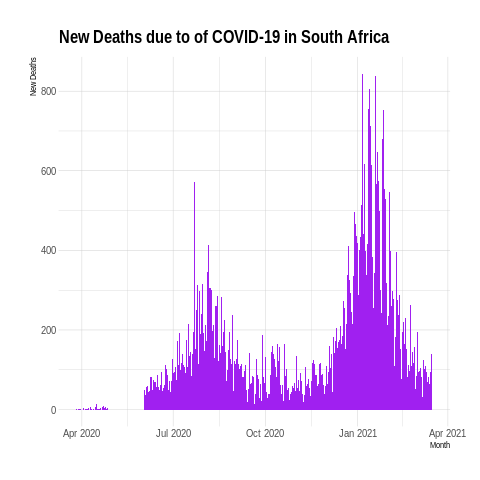 New Deaths due to of COVID-19 in South Africa
New Deaths
800
600
400
200
0
Apr 2020
Jul 2020
Oct 2020
Jan 2021
Apr 2021
Month